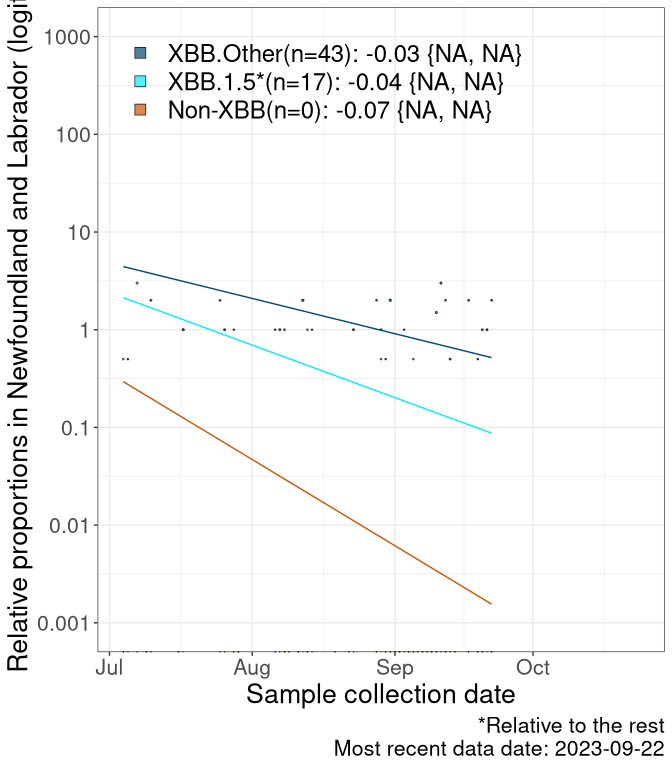 Relative proportions in Newfoundland and Labrador
1000
100
10
1
0.1
0.01
0.001
XBB.Other(n=43): -0.03 {NA, NA}
XBB.1.5*(n=17): -0.04 {NA, NA}
Non-XBB(n=0): -0.07 {NA, NA}
Jul Aug Sep Oct
Sample collection date
*Relative to the rest
Most recent data date: 2023-09-22